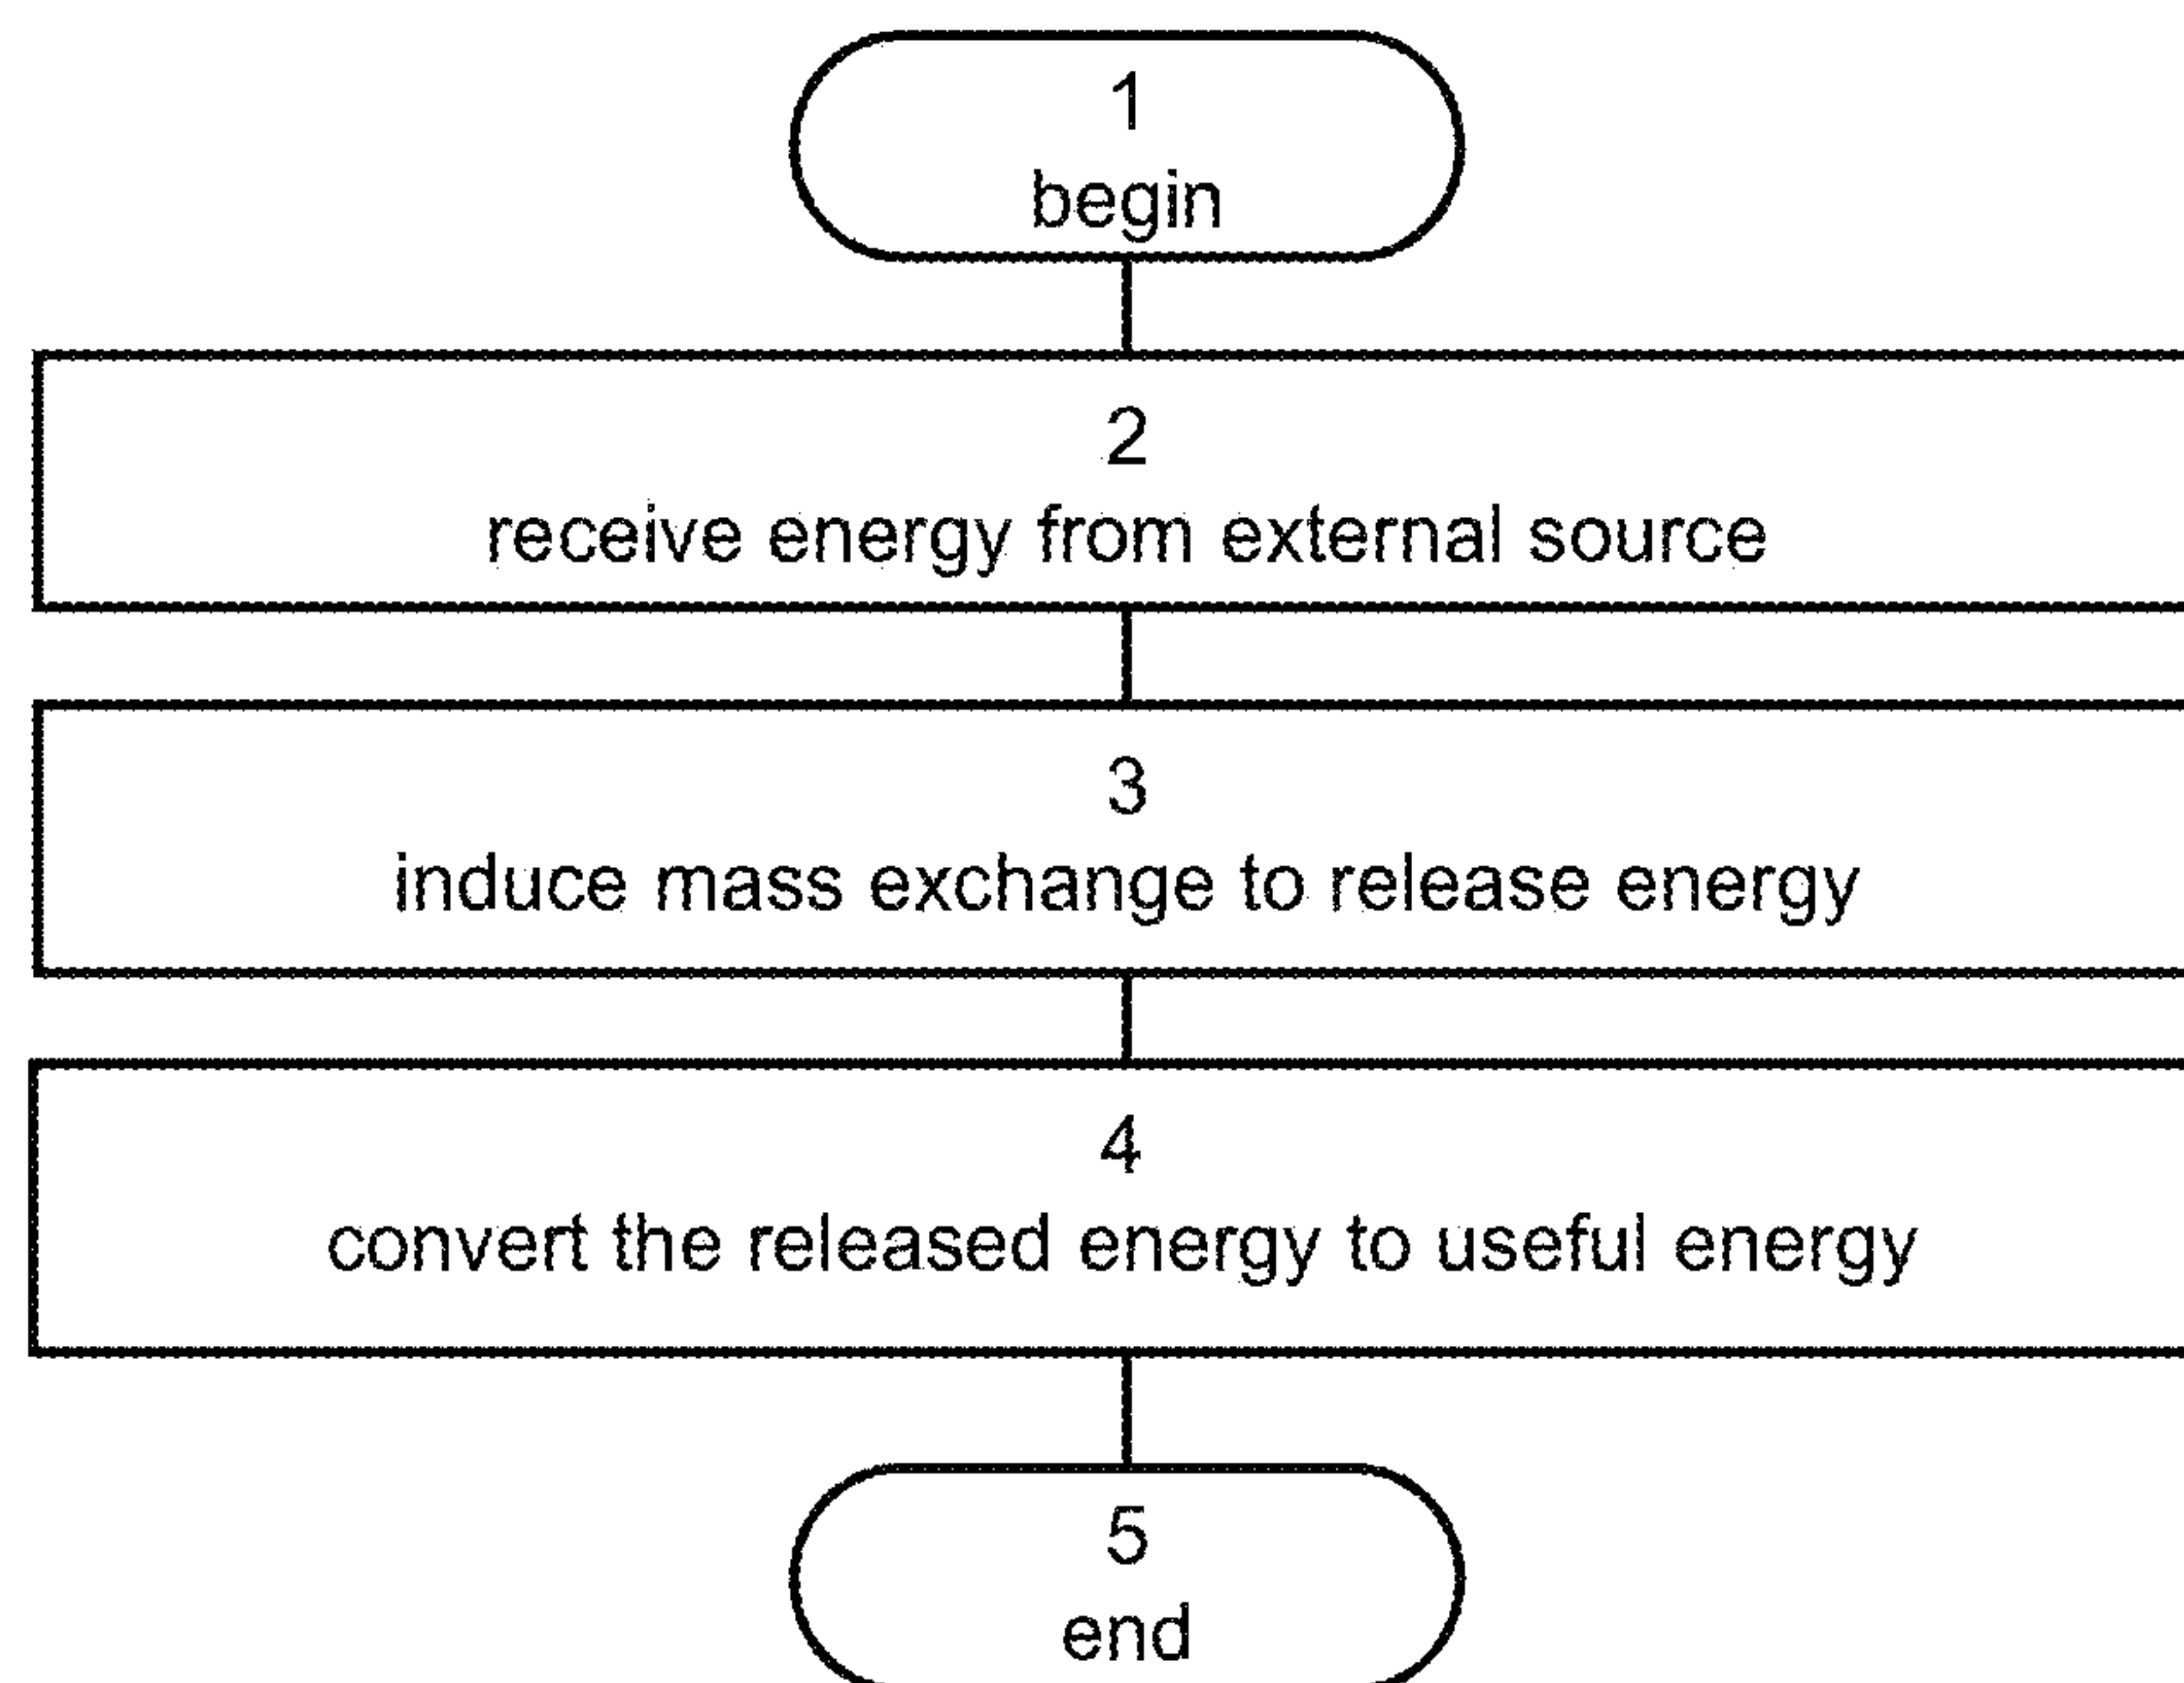 1
begin
2
receive energy from external source
3
induce mass exchange to release energy
4
convert the released energy to useful energy
5
end